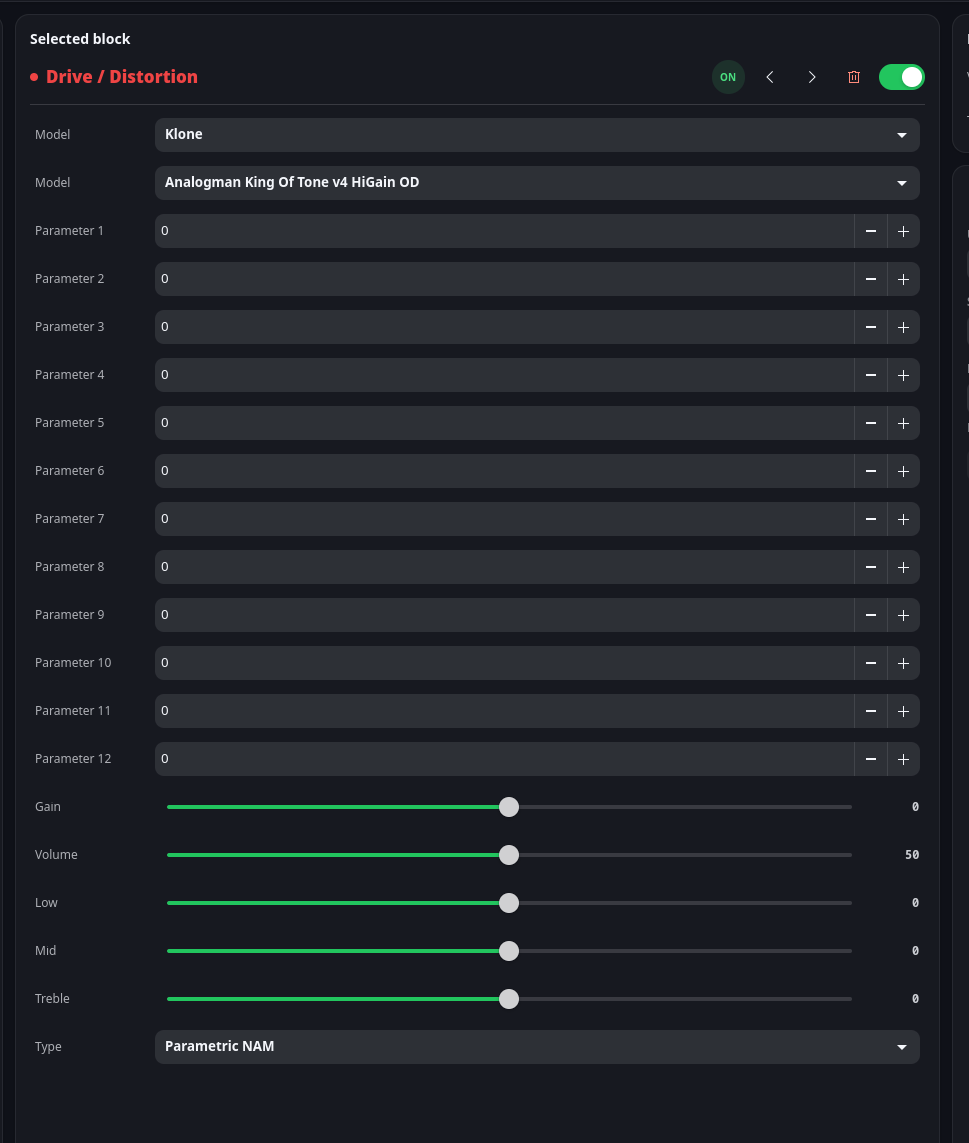 Selected block
Drive / Distortion
ON
Model Klone
Model Analogman King Of Tone v4 HiGain OD
Parameter 1 0
Parameter 2 0
Parameter 3 0
Parameter 4 0
Parameter 5 0
Parameter 6 0
Parameter 7 0
Parameter 8 0
Parameter 9 0
Parameter 10 0
Parameter 11 0
Parameter 12 0
Gain 0
Volume 50
Low 0
Mid 0
Treble 0
Type Parametric NAM